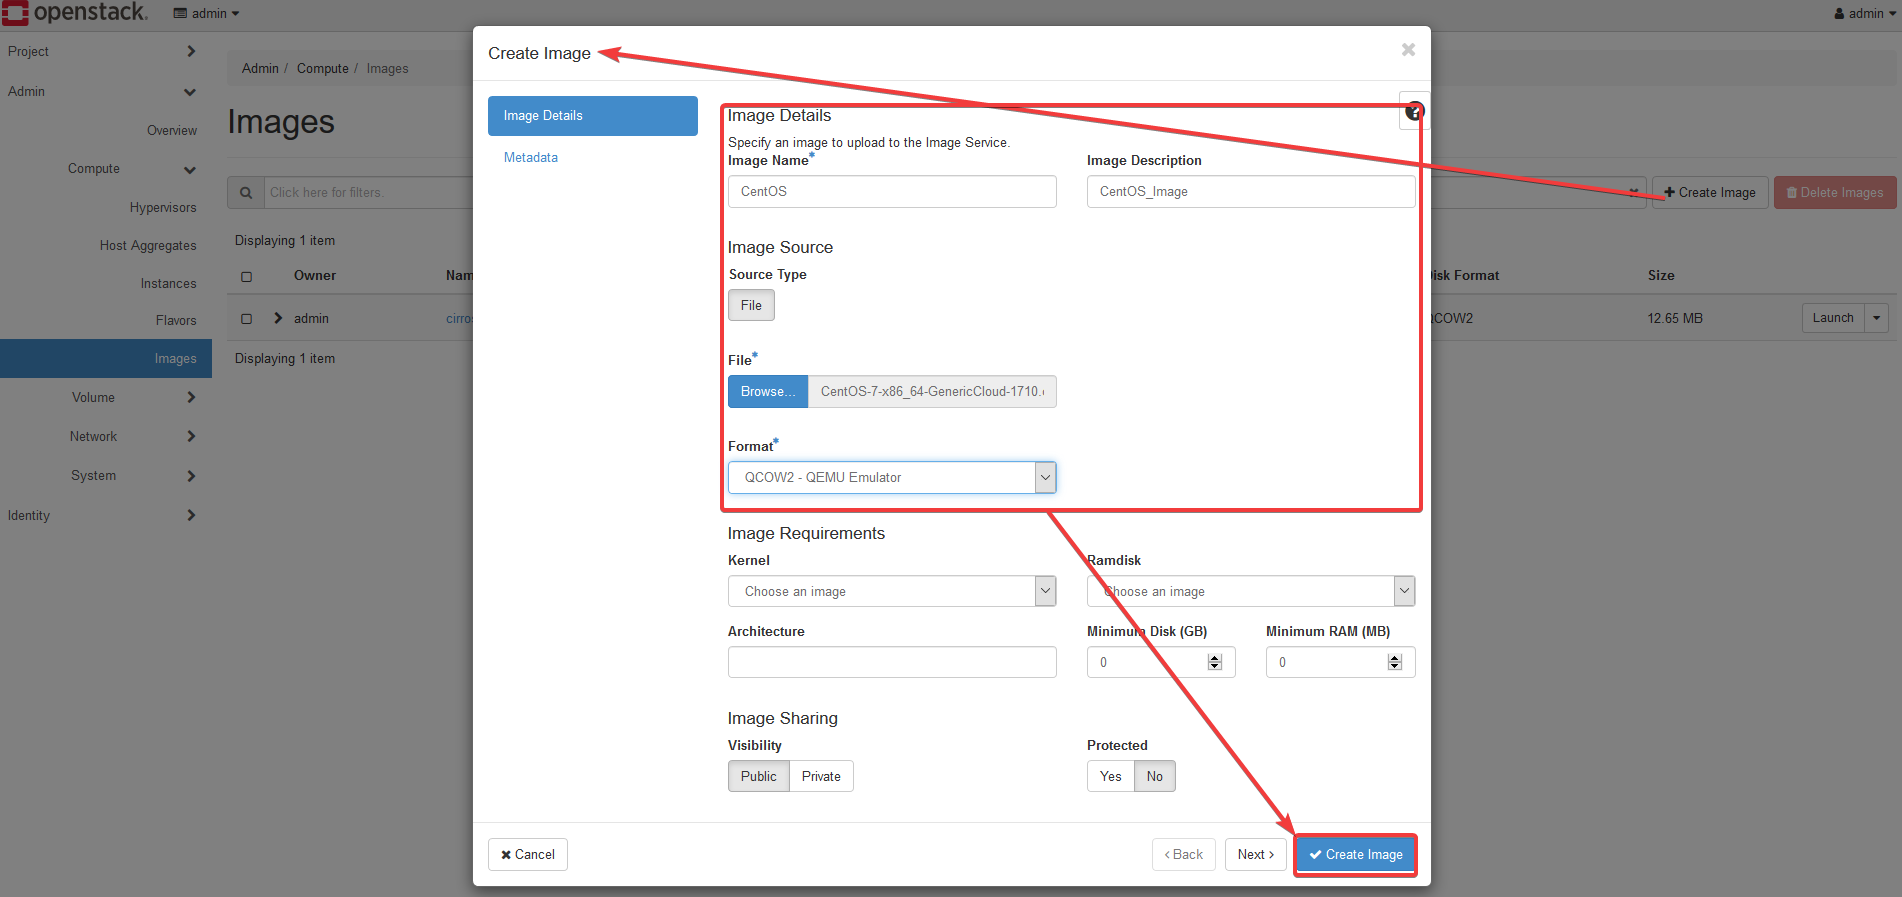 openstack.
admin
admin
Project
Admin
Overview
Compute
Hypervisors
Host Aggregates
Instances
Flavors
Images
Volume
Network
System
Identity
Admin / Compute / Images
Images
Click here for filters.
Create Image
Delete Images
Displaying 1 item
Owner
Size
admin
12.65 MB
Launch
Displaying 1 item
Create Image
Image Details
Metadata
Image Details
Specify an image to upload to the Image Service.
Image Name*
Image Description
CentOS
CentOS_Image
Image Source
Source Type
File
File*
Browse...
CentOS-7-x86_64-GenericCloud-1710.
Format*
QCOW2 - QEMU Emulator
Image Requirements
Kernel
Ramdisk
Choose an image
Choose an image
Architecture
Minimum Disk (GB)
Minimum RAM (MB)
0
0
Image Sharing
Visibility
Protected
Public
Private
Yes
No
Cancel
Back
Next
Create Image